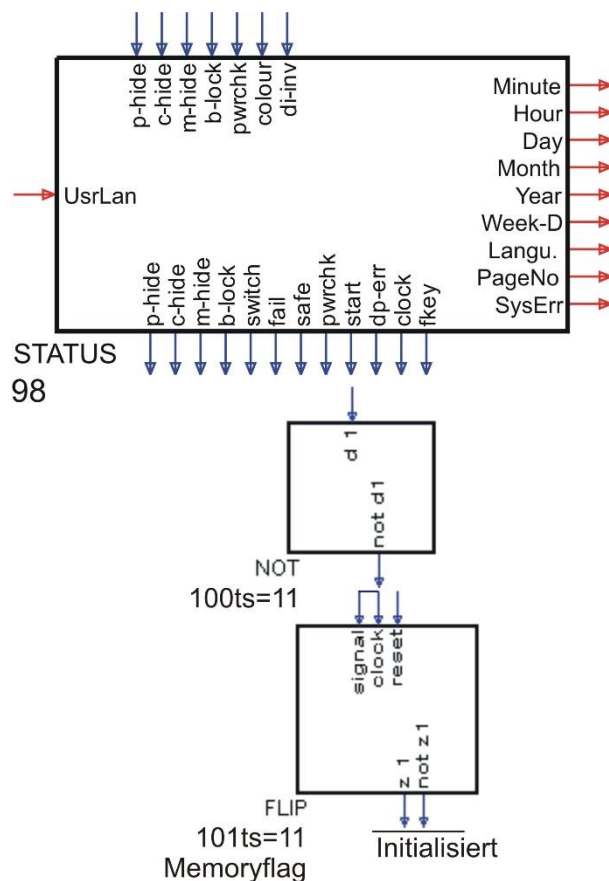 p-hide
c-hide
m-hide
b-lock
pwrchk
colour
di-inv
UsrLan
Minute
Hour
Day
Month
Year
Week-D
Langu.
PageNo
SysErr
p-hide
c-hide
m-hide
b-lock
switch
fail
safe
pwrchk
start
dp-err
clock
fkey
STATUS
98
d 1
not d1
NOT
100ts=11
signal
clock
reset
z 1
not z1
FLIP
101ts=11
Memoryflag
Initialisiert